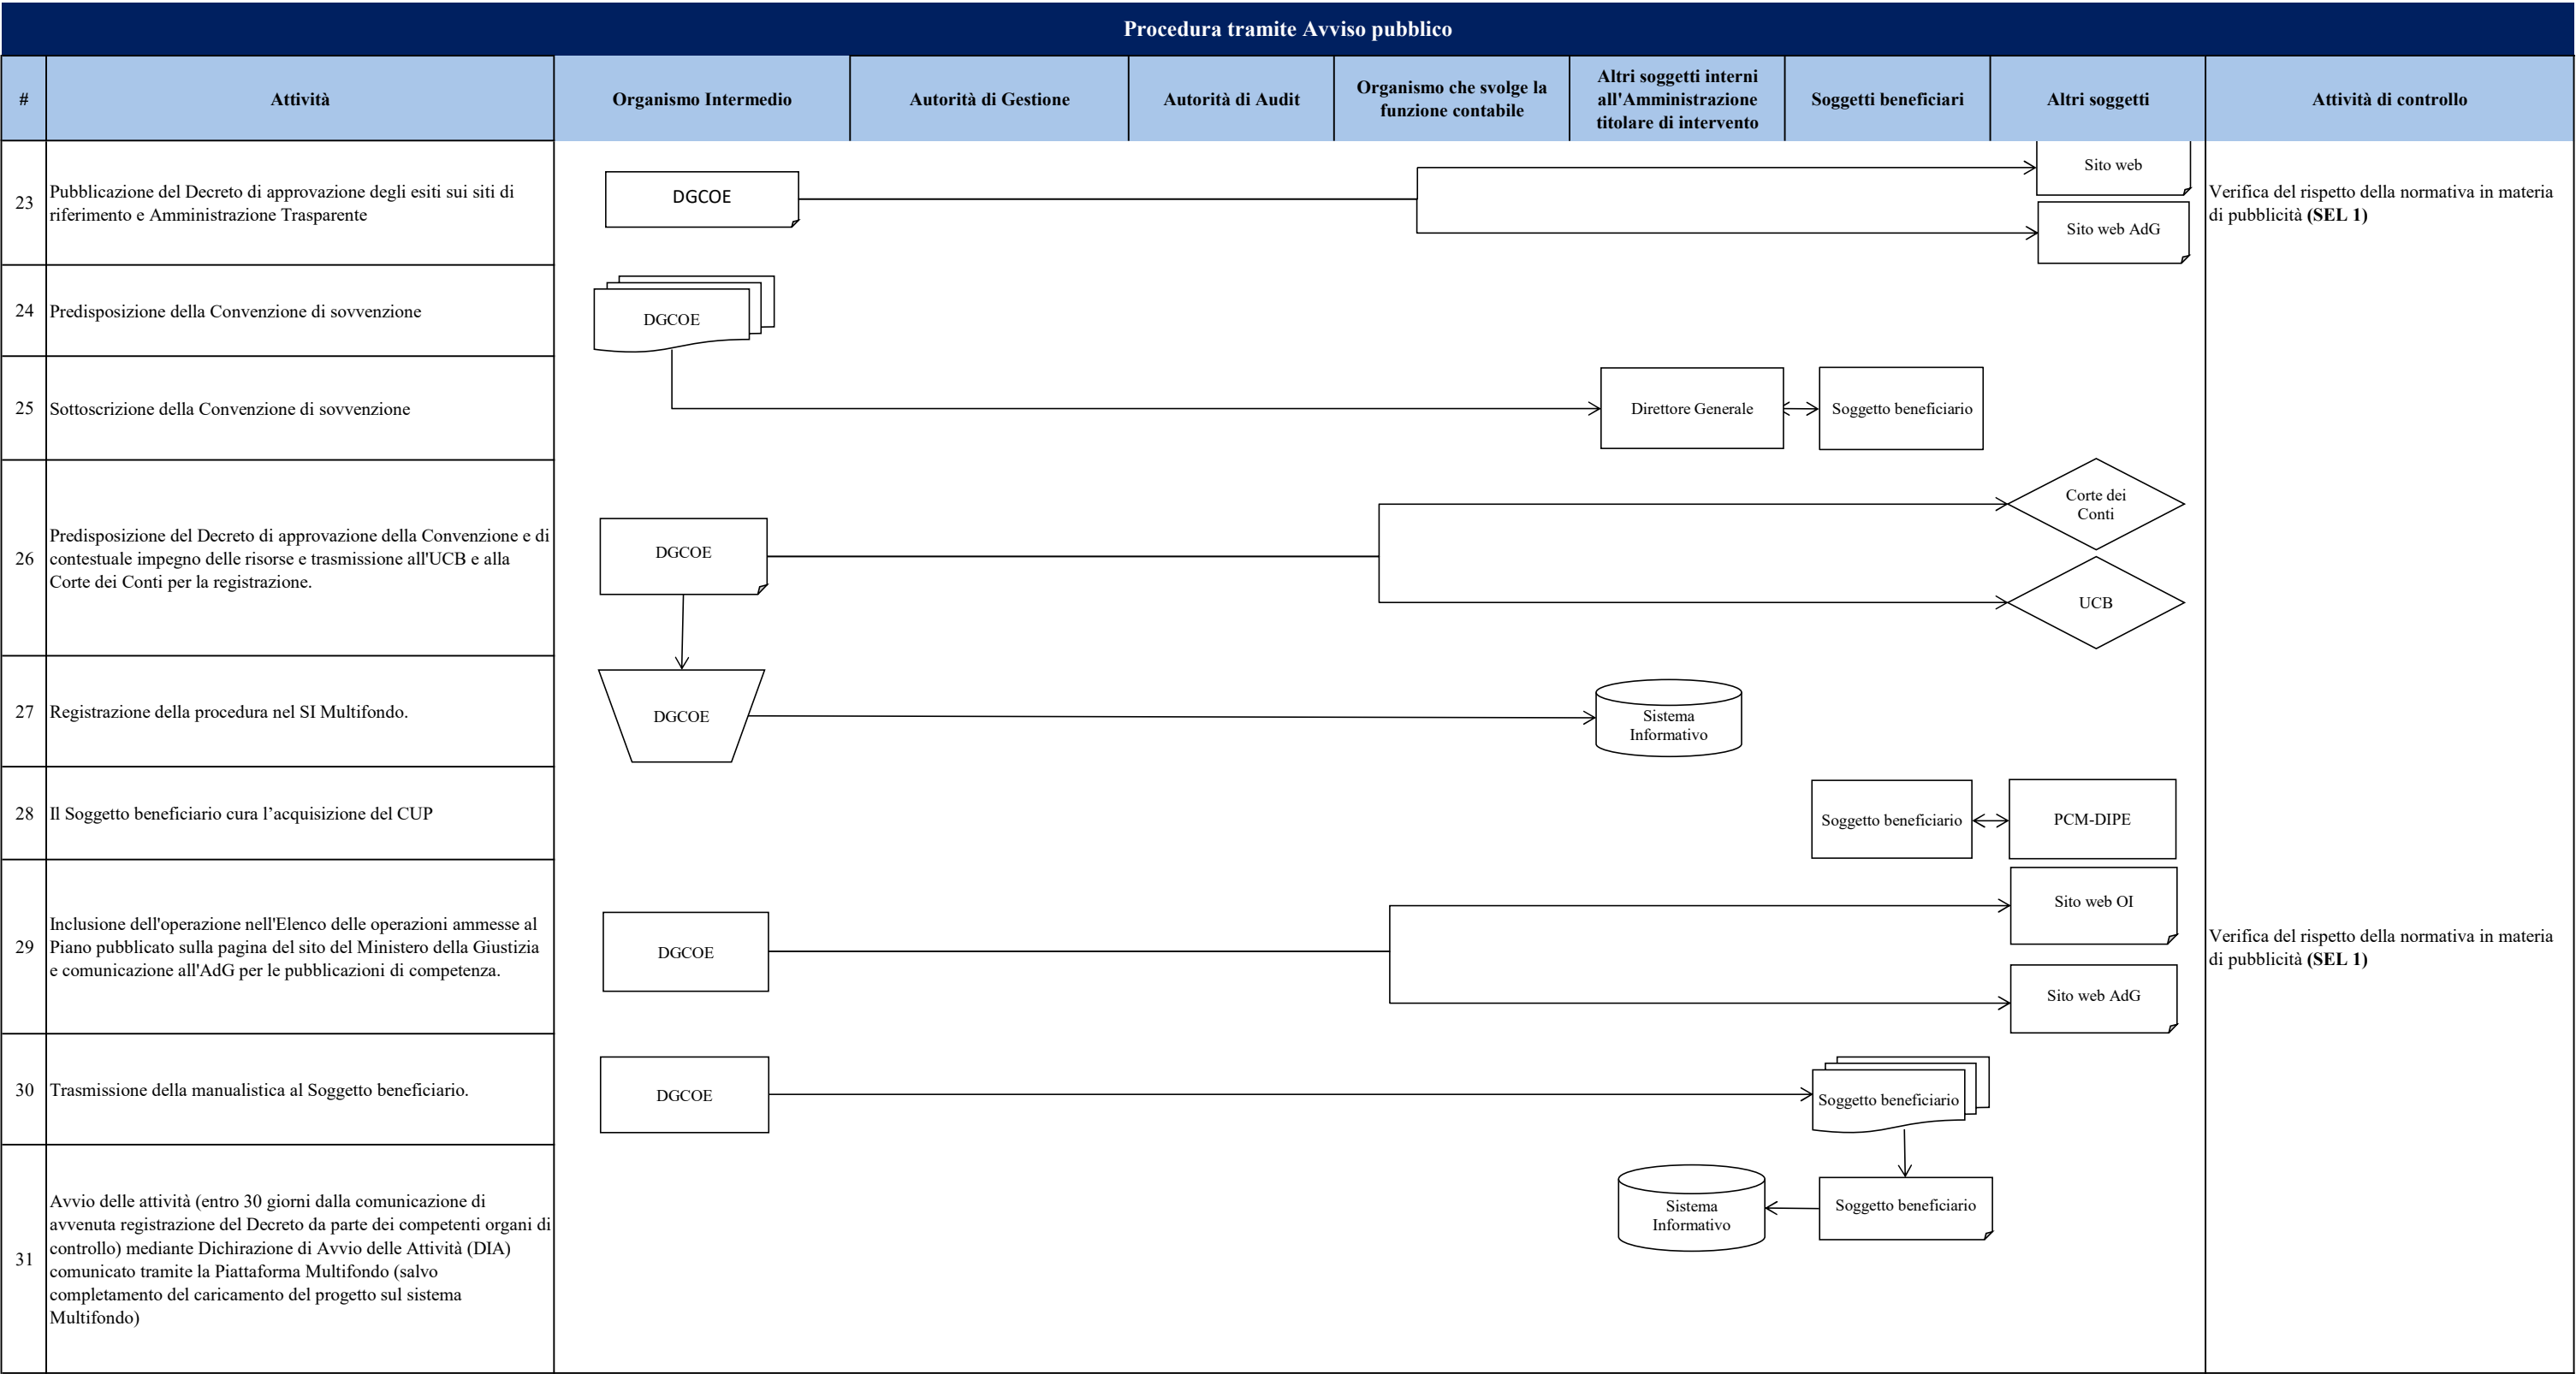 Procedura tramite Avviso pubblico
#
Attività
Organismo Intermedio
Autorità di Gestione
Autorità di Audit
Organismo che svolge la
funzione contabile
Altri soggetti interni
all'Amministrazione
titolare di intervento
Soggetti beneficiari
Altri soggetti
Attività di controllo
23
Pubblicazione del Decreto di approvazione degli esiti sui siti di
riferimento e Amministrazione Trasparente
DGCOE
Sito web
Sito web AdG
Verifica del rispetto della normativa in materia
di pubblicità (SEL 1)
24
Predisposizione della Convenzione di sovvenzione
DGCOE
25
Sottoscrizione della Convenzione di sovvenzione
Direttore Generale
Soggetto beneficiario
26
Predisposizione del Decreto di approvazione della Convenzione e di
contestuale impegno delle risorse e trasmissione all'UCB e alla
Corte dei Conti per la registrazione.
DGCOE
Corte dei
Conti
UCB
27
Registrazione della procedura nel SI Multifondo.
DGCOE
Sistema
Informativo
28
Il Soggetto beneficiario cura l’acquisizione del CUP
Soggetto beneficiario
PCM-DIPE
29
Inclusione dell'operazione nell'Elenco delle operazioni ammesse al
Piano pubblicato sulla pagina del sito del Ministero della Giustizia
e comunicazione all'AdG per le pubblicazioni di competenza.
DGCOE
Sito web OI
Sito web AdG
Verifica del rispetto della normativa in materia
di pubblicità (SEL 1)
30
Trasmissione della manualistica al Soggetto beneficiario.
DGCOE
Soggetto beneficiario
31
Avvio delle attività (entro 30 giorni dalla comunicazione di
avvenuta registrazione del Decreto da parte dei competenti organi di
controllo) mediante Dichirazione di Avvio delle Attività (DIA)
comunicato tramite la Piattaforma Multifondo (salvo
completamento del caricamento del progetto sul sistema
Multifondo)
Sistema
Informativo
Soggetto beneficiario